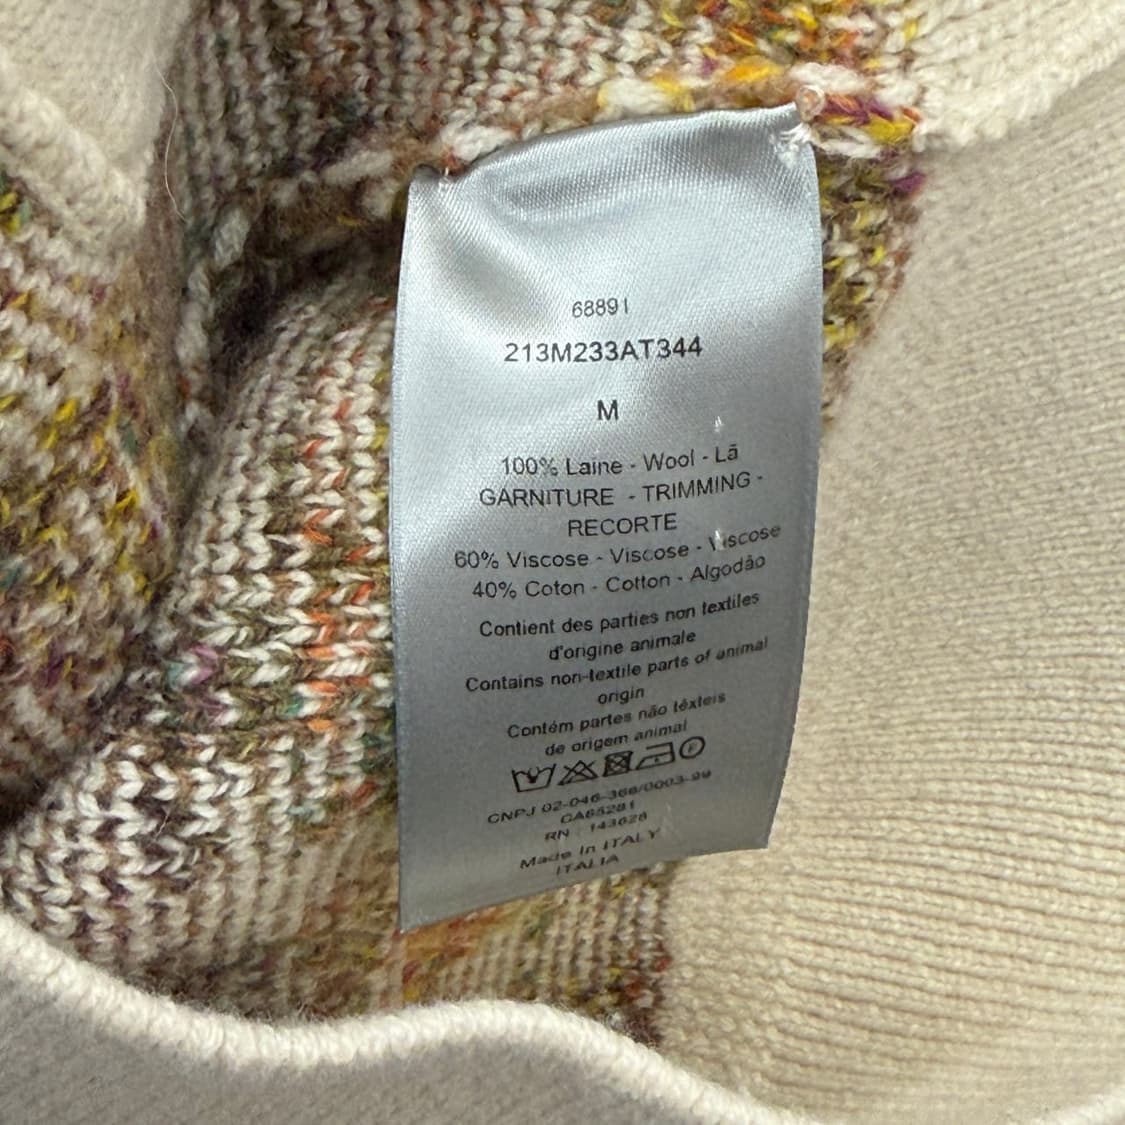 68891
213M233AT344
M
100% Laine - Wool - Lã
GARNITURE - TRIMMING -
RECORTE
60% Viscose - Viscose - Viscose
40% Coton - Cotton - Algodão
Contient des parties non textiles
d'origine animale
Contains non-textile parts of animal
origin
Contém partes não têxteis
de origem animal
CNPJ 02-046-366/0003-99
CA65281
RN : 143628
Made in ITALY
ITALIA